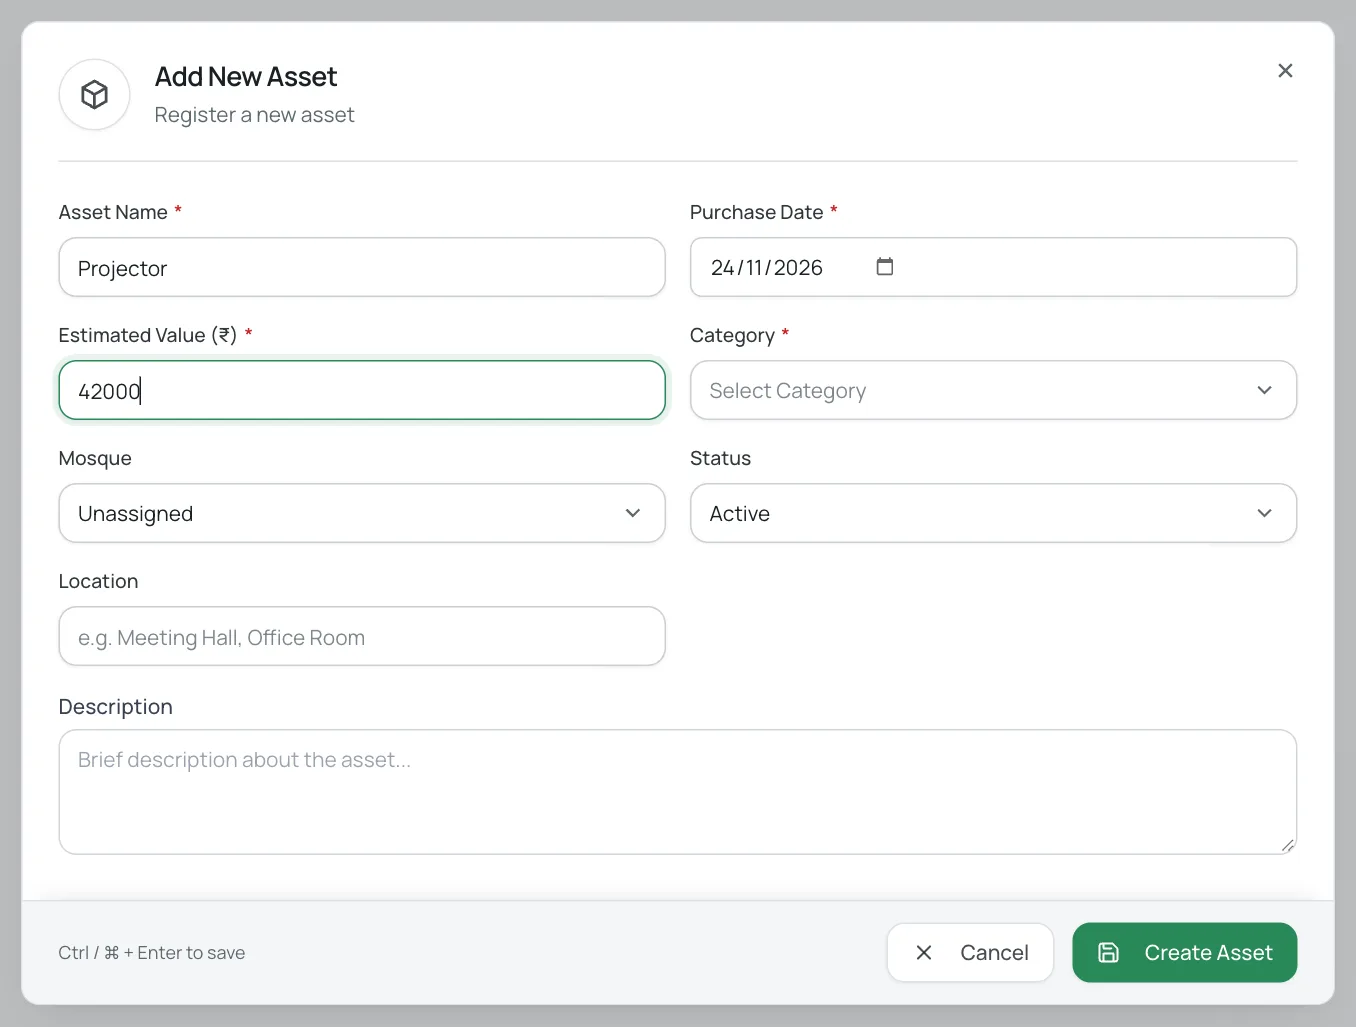 Add New Asset
Register a new asset
Asset Name *
Purchase Date *
Projector
24/11/2026
Estimated Value (₹) *
Category *
42000
Select Category
Mosque
Status
Unassigned
Active
Location
e.g. Meeting Hall, Office Room
Description
Brief description about the asset...
Ctrl / ⌘ + Enter to save
Cancel
Create Asset